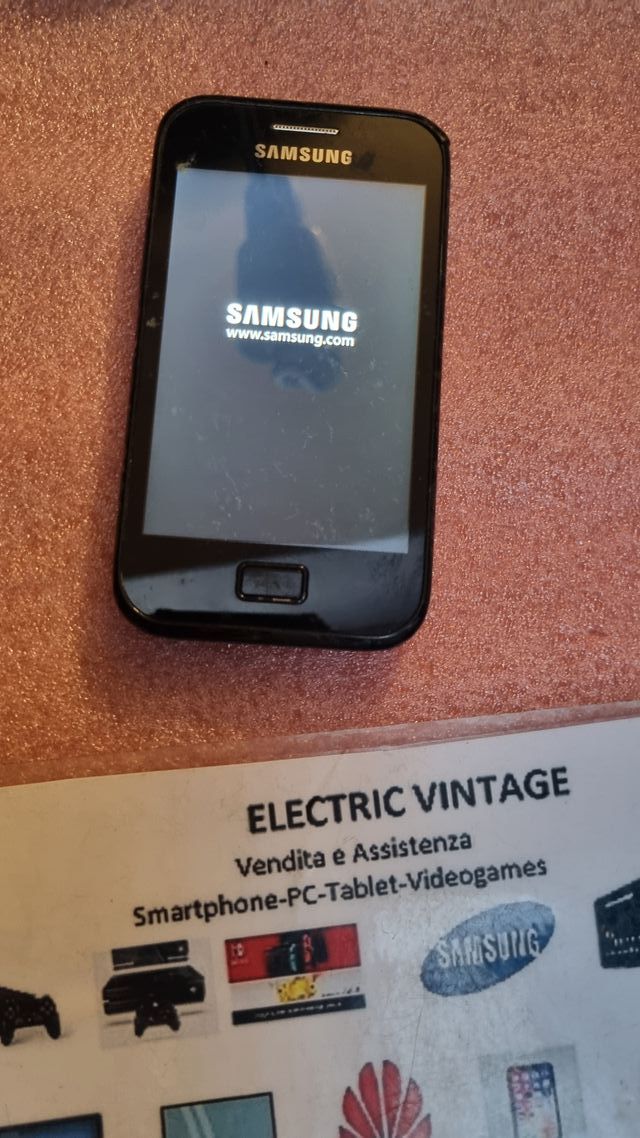 SAMSUNG
SAMSUNG
www.samsung.com
ELECTRIC VINTAGE
Vendita e Assistenza
Smartphone-PC-Tablet-Videogames
SAMSUNG